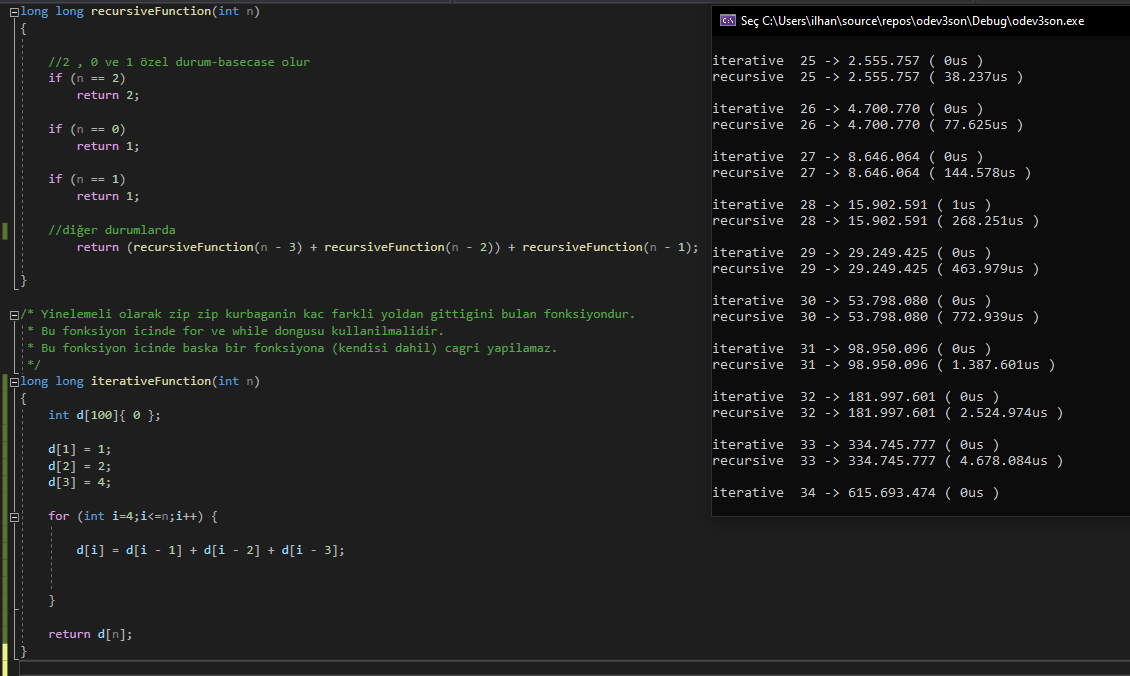 long long recursiveFunction(int n)
{
//2 , 0 ve 1 özel durum-basecase olur
if (n == 2)
return 2;
if (n == 0)
return 1;
if (n == 1)
return 1;
//diğer durumlarda
return (recursiveFunction(n - 3) + recursiveFunction(n - 2)) + recursiveFunction(n - 1);
}
/* Yinelemeli olarak zip zip kurbaganin kac farkli yoldan gittigini bulan fonksiyondur.
* Bu fonksiyon icinde for ve while dongusu kullanilmalidir.
* Bu fonksiyon icinde baska bir fonksiyona (kendisi dahil) cagri yapilamaz.
*/
long long iterativeFunction(int n)
{
int d[100]{ 0 };
d[1] = 1;
d[2] = 2;
d[3] = 4;
for (int i=4;i<=n;i++) {
d[i] = d[i - 1] + d[i - 2] + d[i - 3];
}
return d[n];
}
Seç C:\Users\ilhan\source\repos\odev3son\Debug\odev3son.exe
iterative  25 -> 2.555.757 ( 0us )
recursive  25 -> 2.555.757 ( 38.237us )
iterative  26 -> 4.700.770 ( 0us )
recursive  26 -> 4.700.770 ( 77.625us )
iterative  27 -> 8.646.064 ( 0us )
recursive  27 -> 8.646.064 ( 144.578us )
iterative  28 -> 15.902.591 ( 1us )
recursive  28 -> 15.902.591 ( 268.251us )
iterative  29 -> 29.249.425 ( 0us )
recursive  29 -> 29.249.425 ( 463.979us )
iterative  30 -> 53.798.080 ( 0us )
recursive  30 -> 53.798.080 ( 772.939us )
iterative  31 -> 98.950.096 ( 0us )
recursive  31 -> 98.950.096 ( 1.387.601us )
iterative  32 -> 181.997.601 ( 0us )
recursive  32 -> 181.997.601 ( 2.524.974us )
iterative  33 -> 334.745.777 ( 0us )
recursive  33 -> 334.745.777 ( 4.678.084us )
iterative  34 -> 615.693.474 ( 0us )